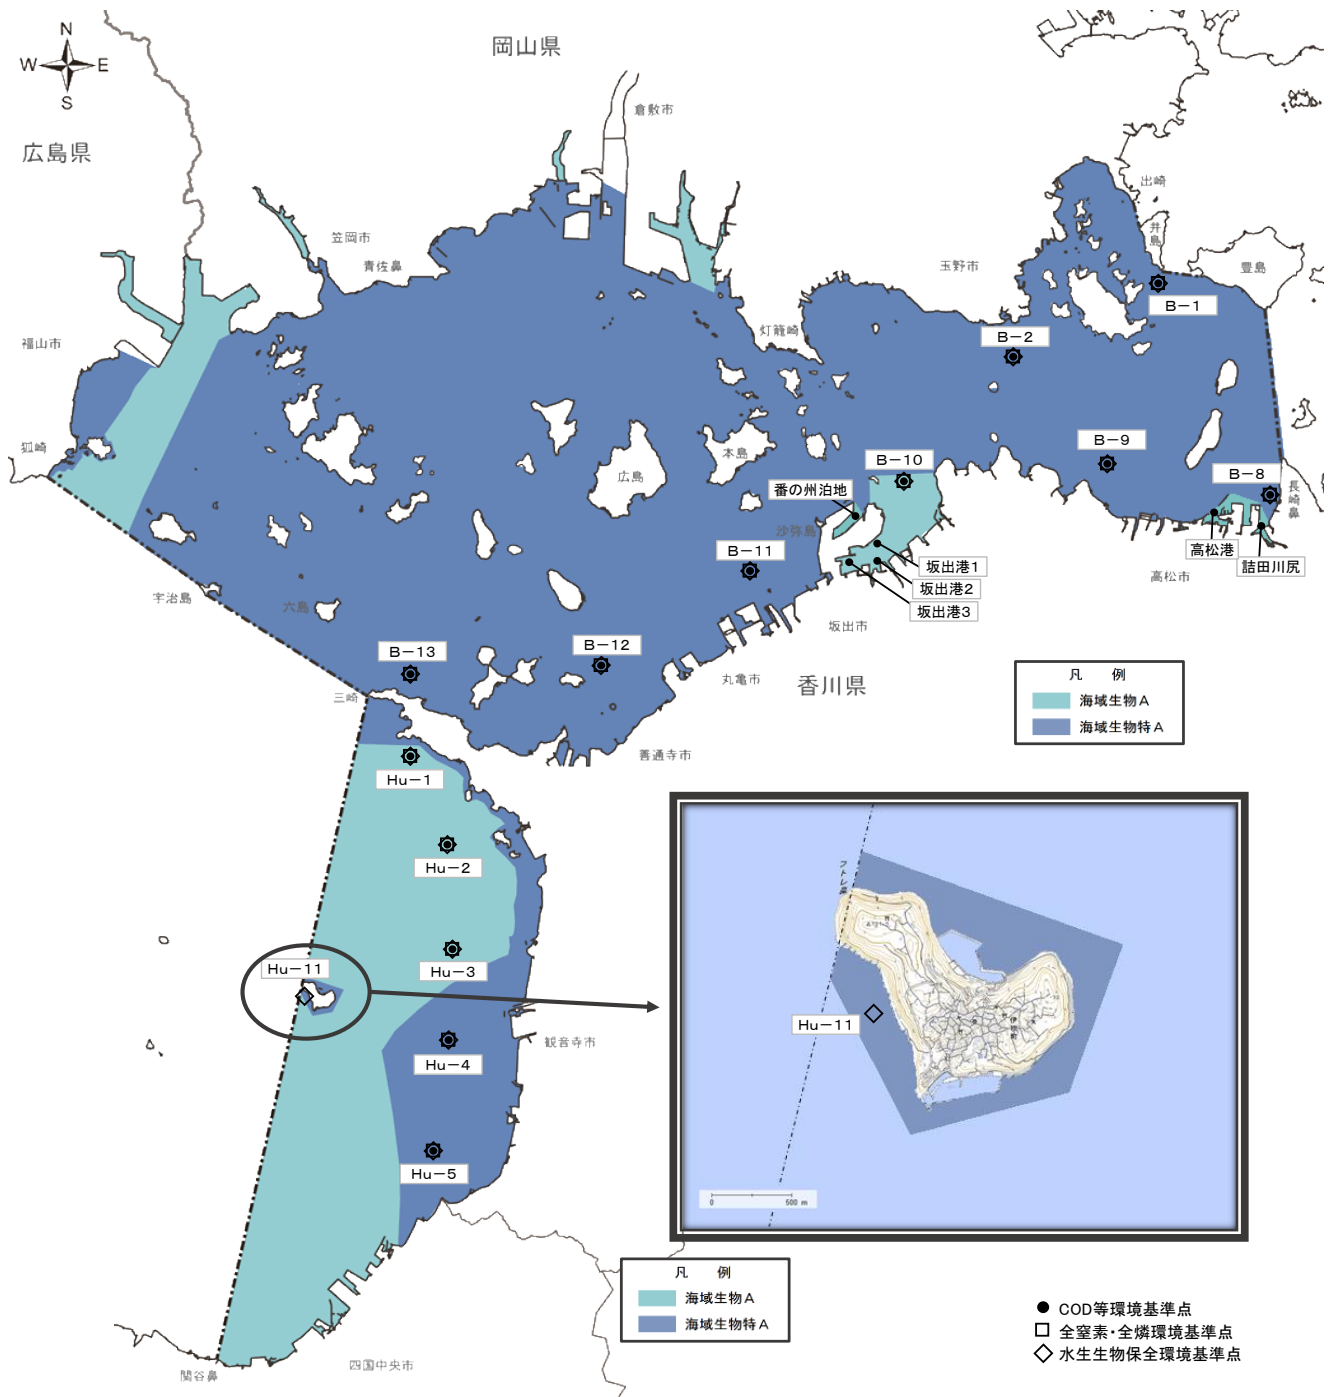 N
W
E
S
岡山県
広島県
倉敷市
出崎
井島
豊島
笠岡市
青佐鼻
玉野市
B－1
灯籠崎
B－2
福山市
狐崎
本島
広島
B－10
B－9
B－8
長崎鼻
番の州泊地
沙弥島
B－11
高松港
詰田川尻
坂出港1
坂出港2
坂出港3
高松市
宇治島
六島
坂出市
B－12
B－13
三崎
丸亀市
香川県
善通寺市
凡　例
海域生物A
海域生物特A
Hu－1
Hu－2
Hu－3
Hu－11
Hu－4
観音寺市
Hu－5
Hu－11
伊吹町
0
500 m
凡　例
海域生物A
海域生物特A
関谷鼻
四国中央市
COD等環境基準点
全窒素・全燐環境基準点
水生生物保全環境基準点